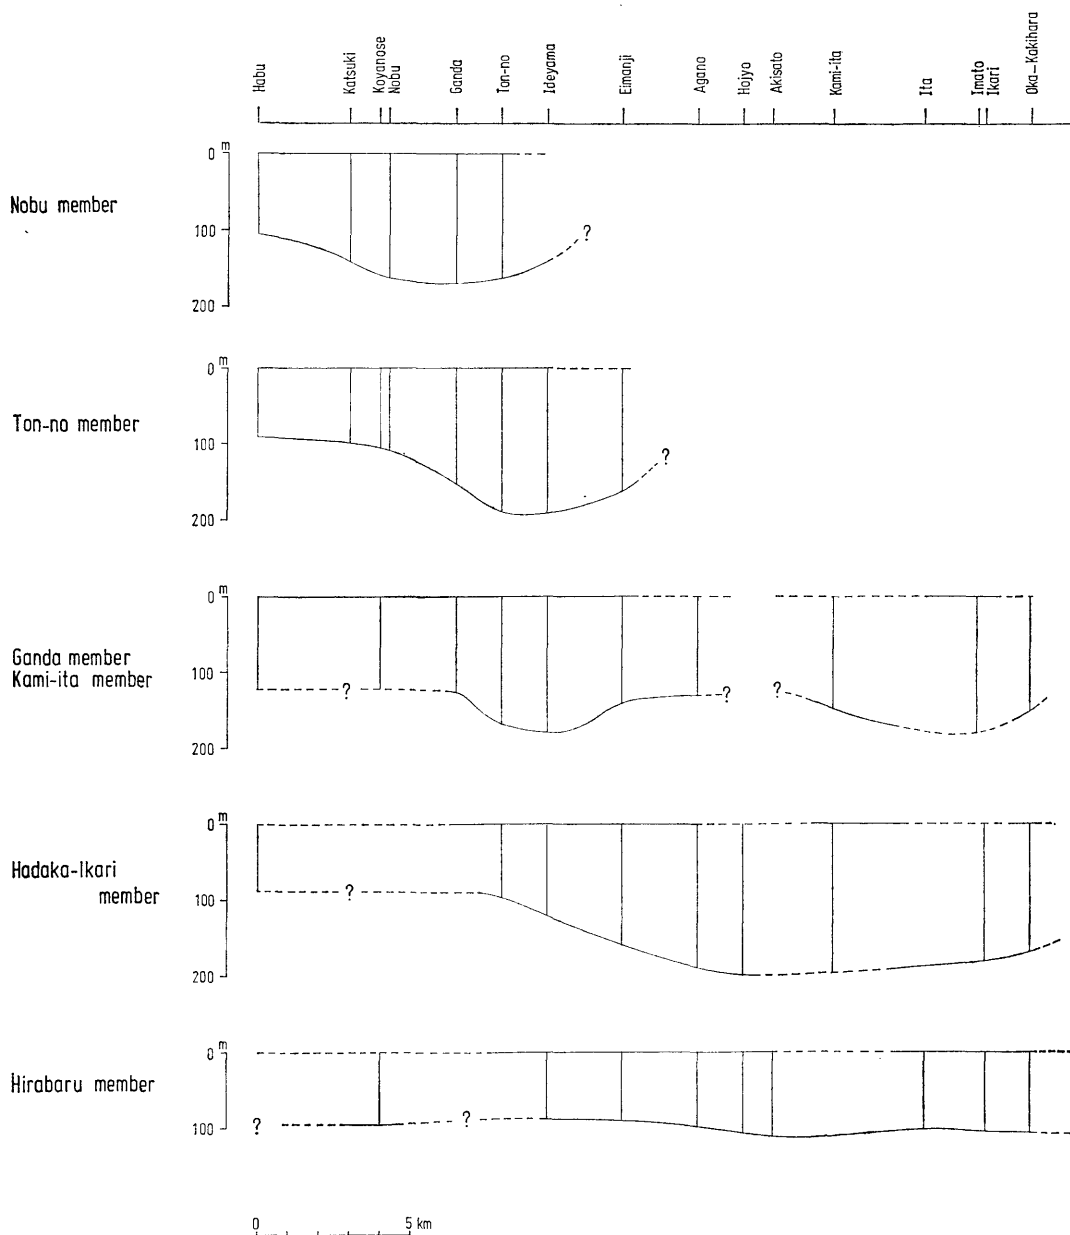 Habu
Katsuki
Koyanose
Nobu
Ganda
Ton-no
Ideyama
Eimanji
Agano
Hojyo
Akisato
Kami-ita
Ita
Imato
Ikari
Oka-Kakihara
Nobu member
0 m
100
200
?
Ton-no member
0 m
100
200
?
Ganda member
Kami-ita member
0 m
100
200
?
?
?
Hadaka-Ikari
member
0 m
100
200
?
Hirabaru member
0 m
100
?
?
0 5 km